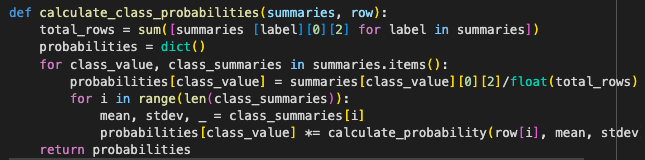 def calculate_class_probabilities(summaries, row):
    total_rows = sum([summaries [label][0][2] for label in summaries])
    probabilities = dict()
    for class_value, class_summaries in summaries.items():
        probabilities[class_value] = summaries[class_value][0][2]/float(total_rows)
        for i in range(len(class_summaries)):
            mean, stdev, _ = class_summaries[i]
            probabilities[class_value] *= calculate_probability(row[i], mean, stdev
    return probabilities